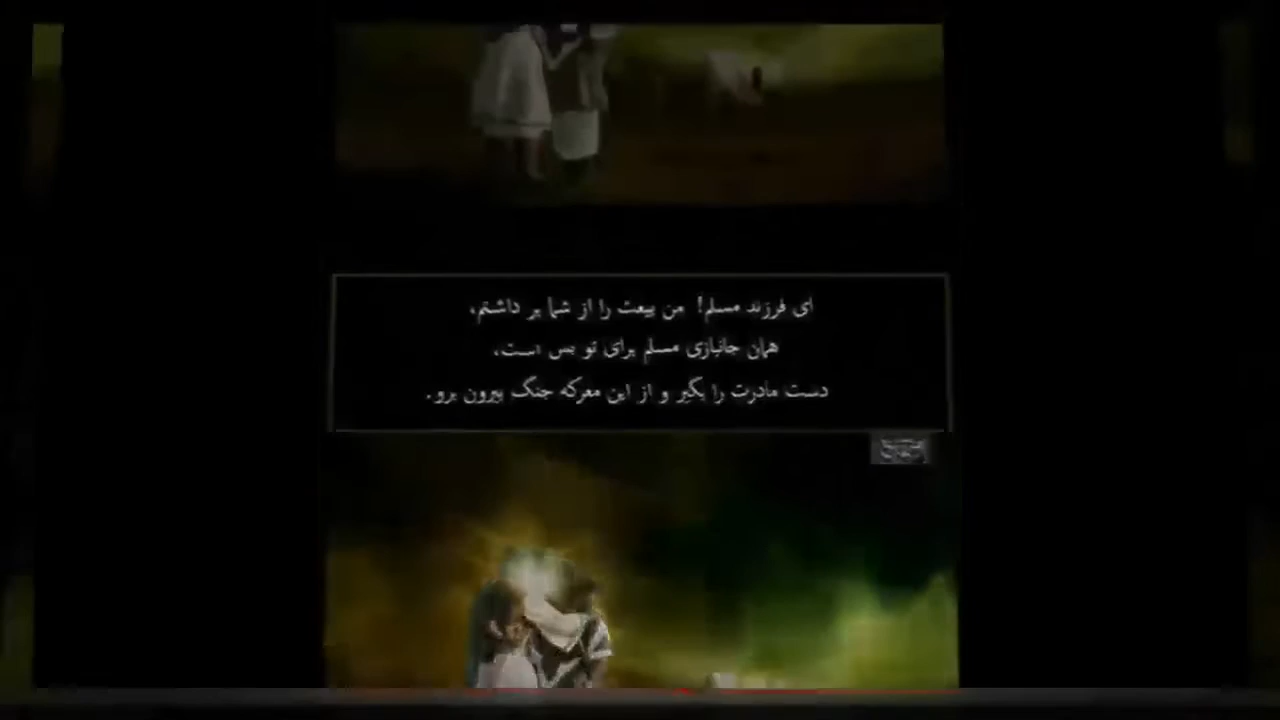 ای فرزند مسلم! من بیعت را از شما بر داشتم،
همان جانبازی مسلم برای تو بس است،
دست مادرت را بگیر و از این معرکه جنگ بیرون برو.